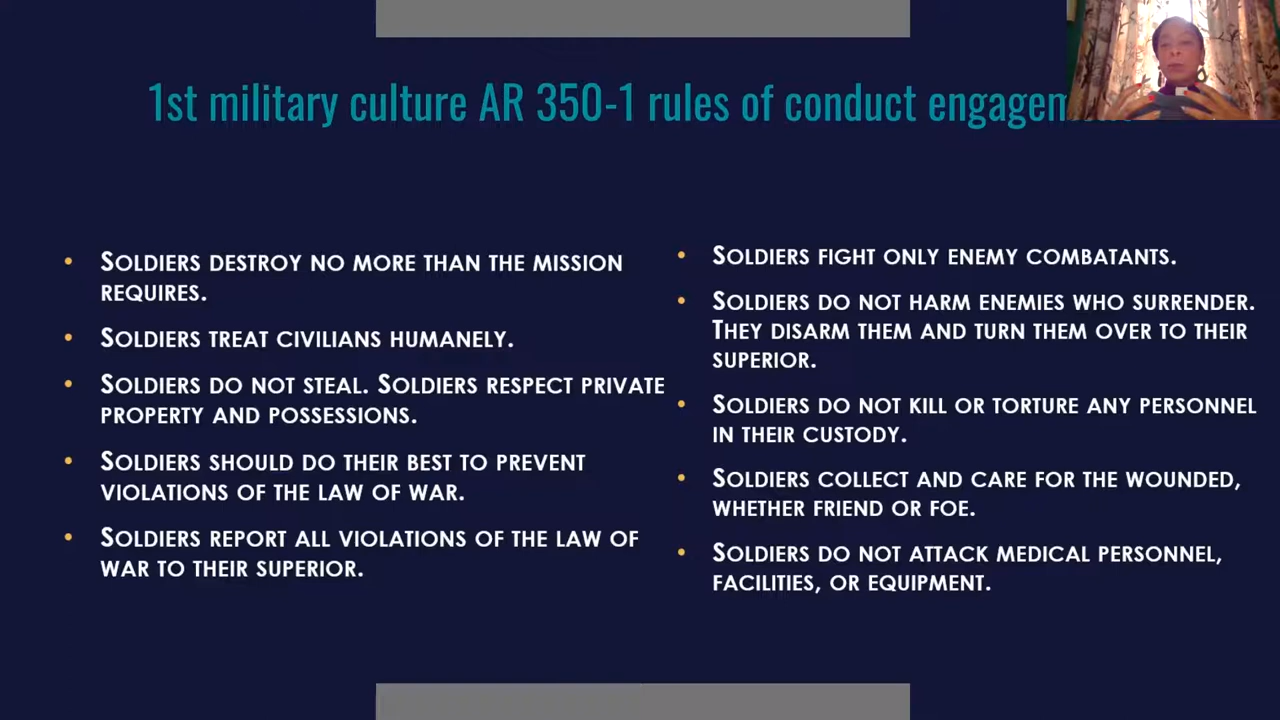 1st military culture AR 350-1 rules of conduct
SOLDIERS DESTROY NO MORE THAN THE MISSION
REQUIRES.
SOLDIERS TREAT CIVILIANS HUMANELY.
SOLDIERS DO NOT STEAL. SOLDIERS RESPECT PRIVATE
PROPERTY AND POSSESSIONS.
SOLDIERS SHOULD DO THEIR BEST TO PREVENT
VIOLATIONS OF THE LAW OF WAR.
SOLDIERS REPORT ALL VIOLATIONS OF THE LAW OF
WAR TO THEIR SUPERIOR.
SOLDIERS FIGHT ONLY ENEMY COMBATANTS.
SOLDIERS DO NOT HARM ENEMIES WHO SURRENDER.
THEY DISARM THEM AND TURN THEM OVER TO THEIR
SUPERIOR.
SOLDIERS DO NOT KILL OR TORTURE ANY PERSONNEL
IN THEIR CUSTODY.
SOLDIERS COLLECT AND CARE FOR THE WOUNDED,
WHETHER FRIEND OR FOE.
SOLDIERS DO NOT ATTACK MEDICAL PERSONNEL,
FACILITIES, OR EQUIPMENT.